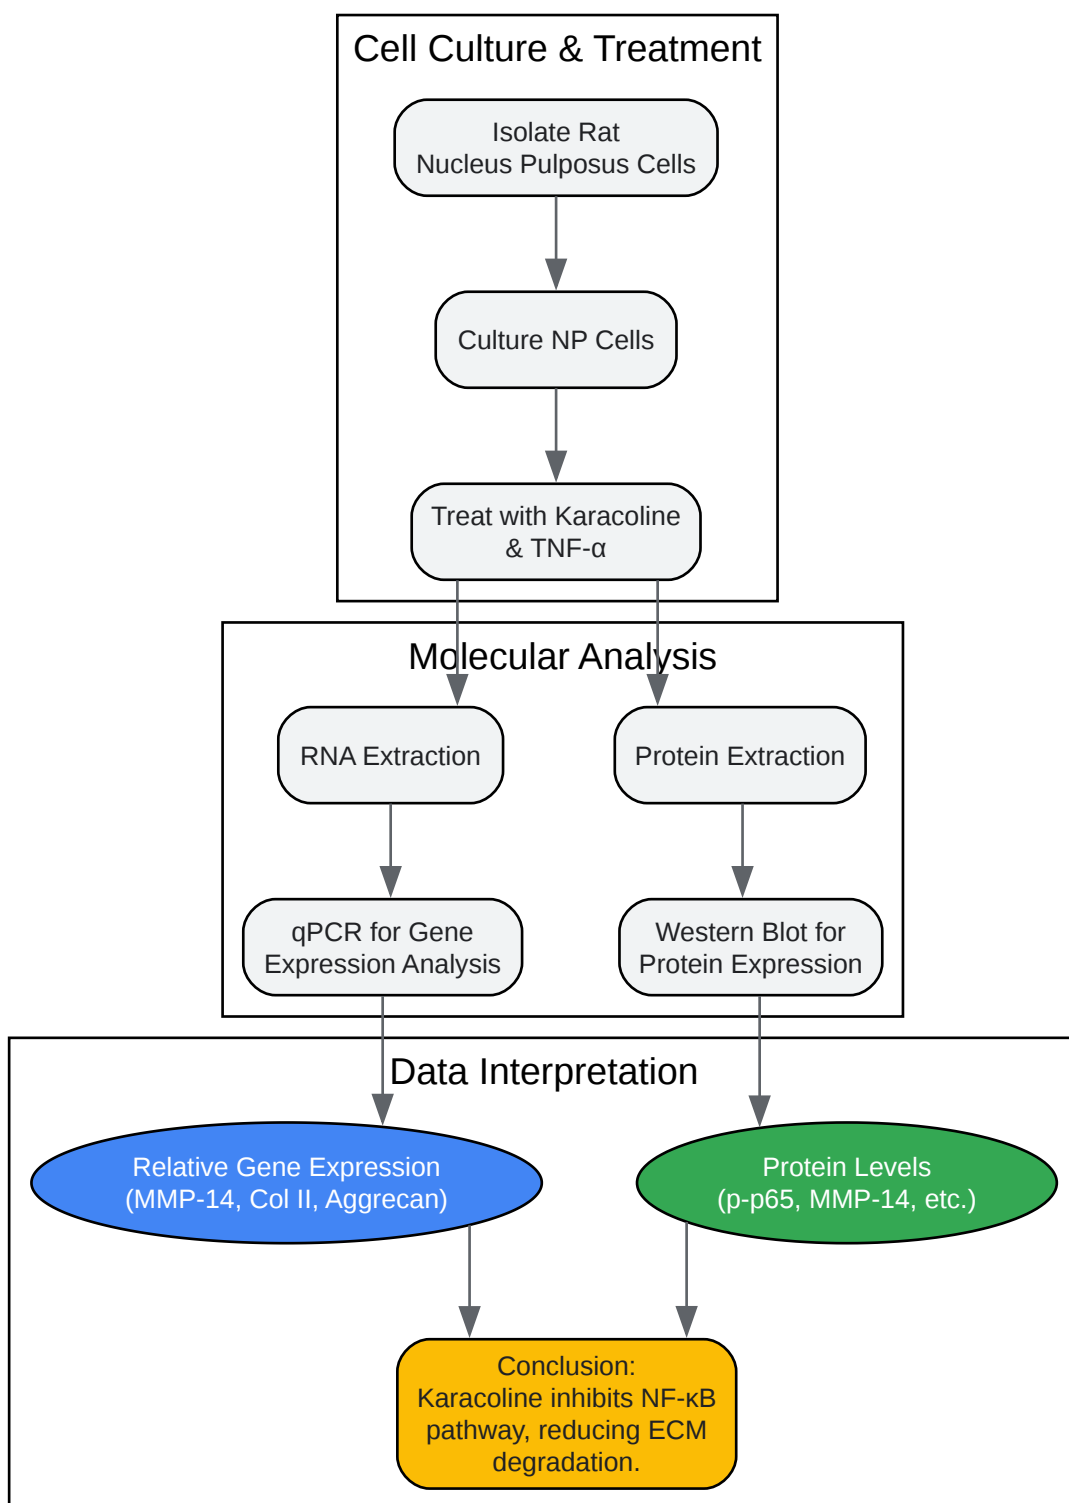 Cell Culture & Treatment
Isolate Rat
Nucleus Pulposus Cells
Culture NP Cells
Treat with Karacoline
& TNF-α
Molecular Analysis
RNA Extraction
Protein Extraction
qPCR for Gene
Expression Analysis
Western Blot for
Protein Expression
Data Interpretation
Relative Gene Expression
(MMP-14, Col II, Aggrecan)
Protein Levels
(p-p65, MMP-14, etc.)
Conclusion:
Karacoline inhibits NF-κB
pathway, reducing ECM
degradation.